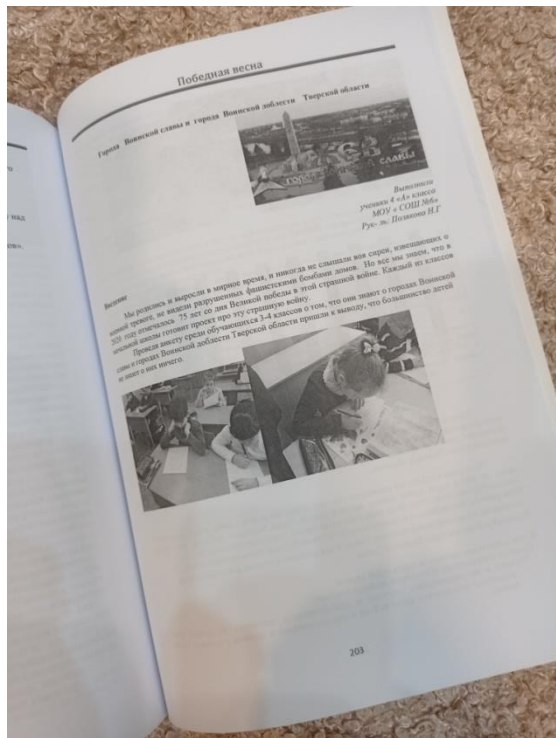 Победная весна
Города Воинской славы и города Воинской доблести Тверской области
РЖЕВ
ГОРОД СЛАВЫ
Выполнили
ученики 4 «А» класса
МОУ « СОШ №6»
Рук- ль: Полякова Н.Г
Введение
Мы родились и выросли в мирное время, и никогда не слышали воя сирен, извещающих о
военной тревоге, не видели разрушенных фашистскими бомбами домов. Но все мы знаем, что в
2020 году отмечалось 75 лет со дня Великой победы в этой страшной войне. Каждый из классов
начальной школы готовит проект про эту страшную войну.
Проведя анкету среди обучающихся 3-4 классов о том, что они знают о городах Воинской
славы и городах Воинской доблести Тверской области пришли к выводу, что большинство детей
не знают о них ничего.
203
НАД